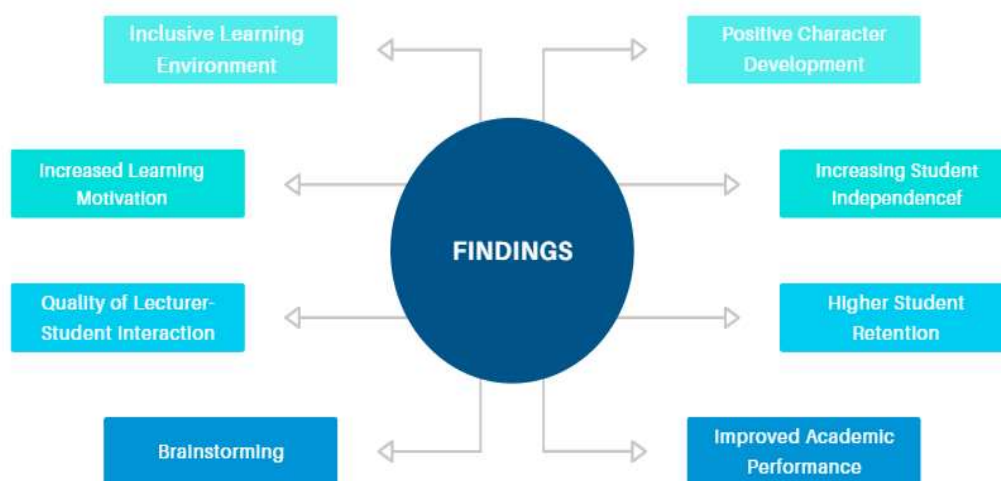 Inclusive Learning
Environment
Positive Character
Development
Increased Learning
Motivation
Increasing Student
Independencef
FINDINGS
Quality of Lecturer-
Student Interaction
Higher Student
Retention
Brainstorming
Improved Academic
Performance